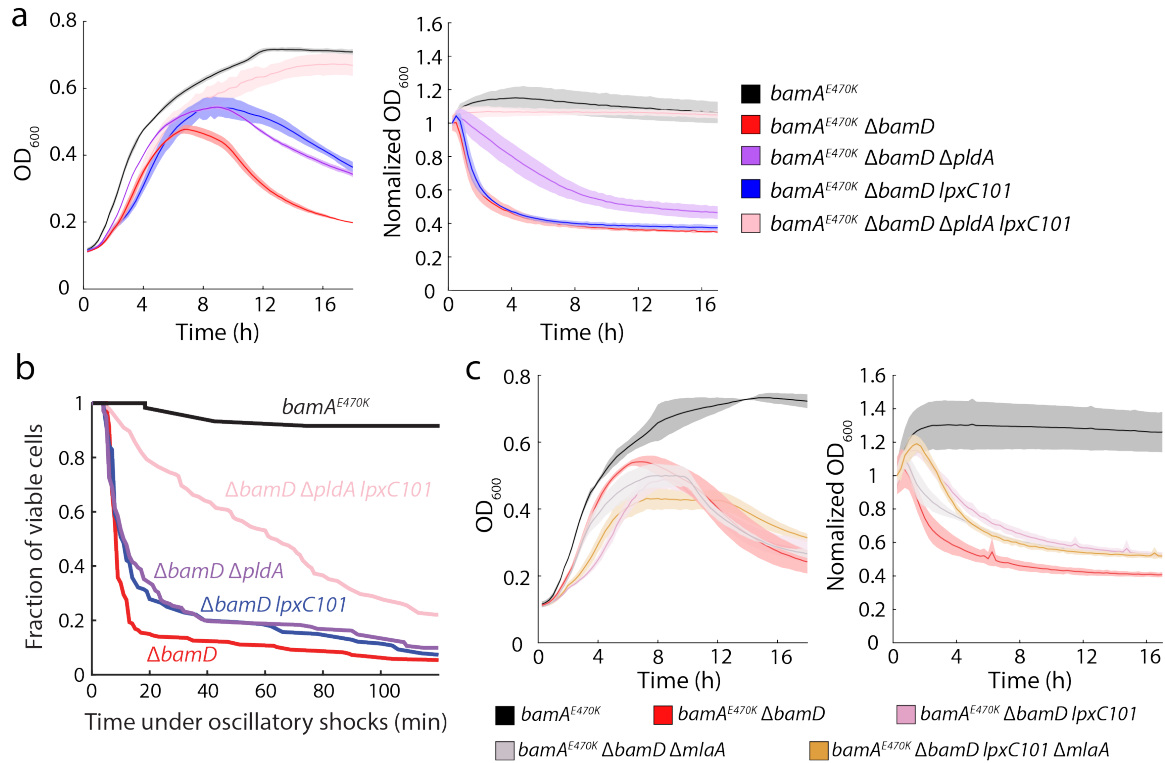 a
0.8
0.6
0.4
0.2
0
OD600
0
4
8
12
16
Time (h)
1.6
1.4
1.2
1
0.8
0.6
0.4
0.2
0
Nomalized OD600
0
4
8
12
16
Time (h)
bamAE470K
bamAE470K ΔbamD
bamAE470K ΔbamD ΔpldA
bamAE470K ΔbamD lpxC101
bamAE470K ΔbamD ΔpldA lpxC101
b
1
0.8
0.6
0.4
0.2
0
Fraction of viable cells
bamAE470K
ΔbamD ΔpldA lpxC101
ΔbamD ΔpldA
ΔbamD lpxC101
ΔbamD
0
20
40
60
80
100
Time under oscillatory shocks (min)
c
0.8
0.6
0.4
0.2
0
OD600
0
4
8
12
16
Time (h)
1.6
1.4
1.2
1
0.8
0.6
0.4
0.2
0
Nomalized OD600
0
4
8
12
16
Time (h)
bamAE470K
bamAE470K ΔbamD
bamAE470K ΔbamD lpxC101
bamAE470K ΔbamD ΔmlaA
bamAE470K ΔbamD lpxC101 ΔmlaA